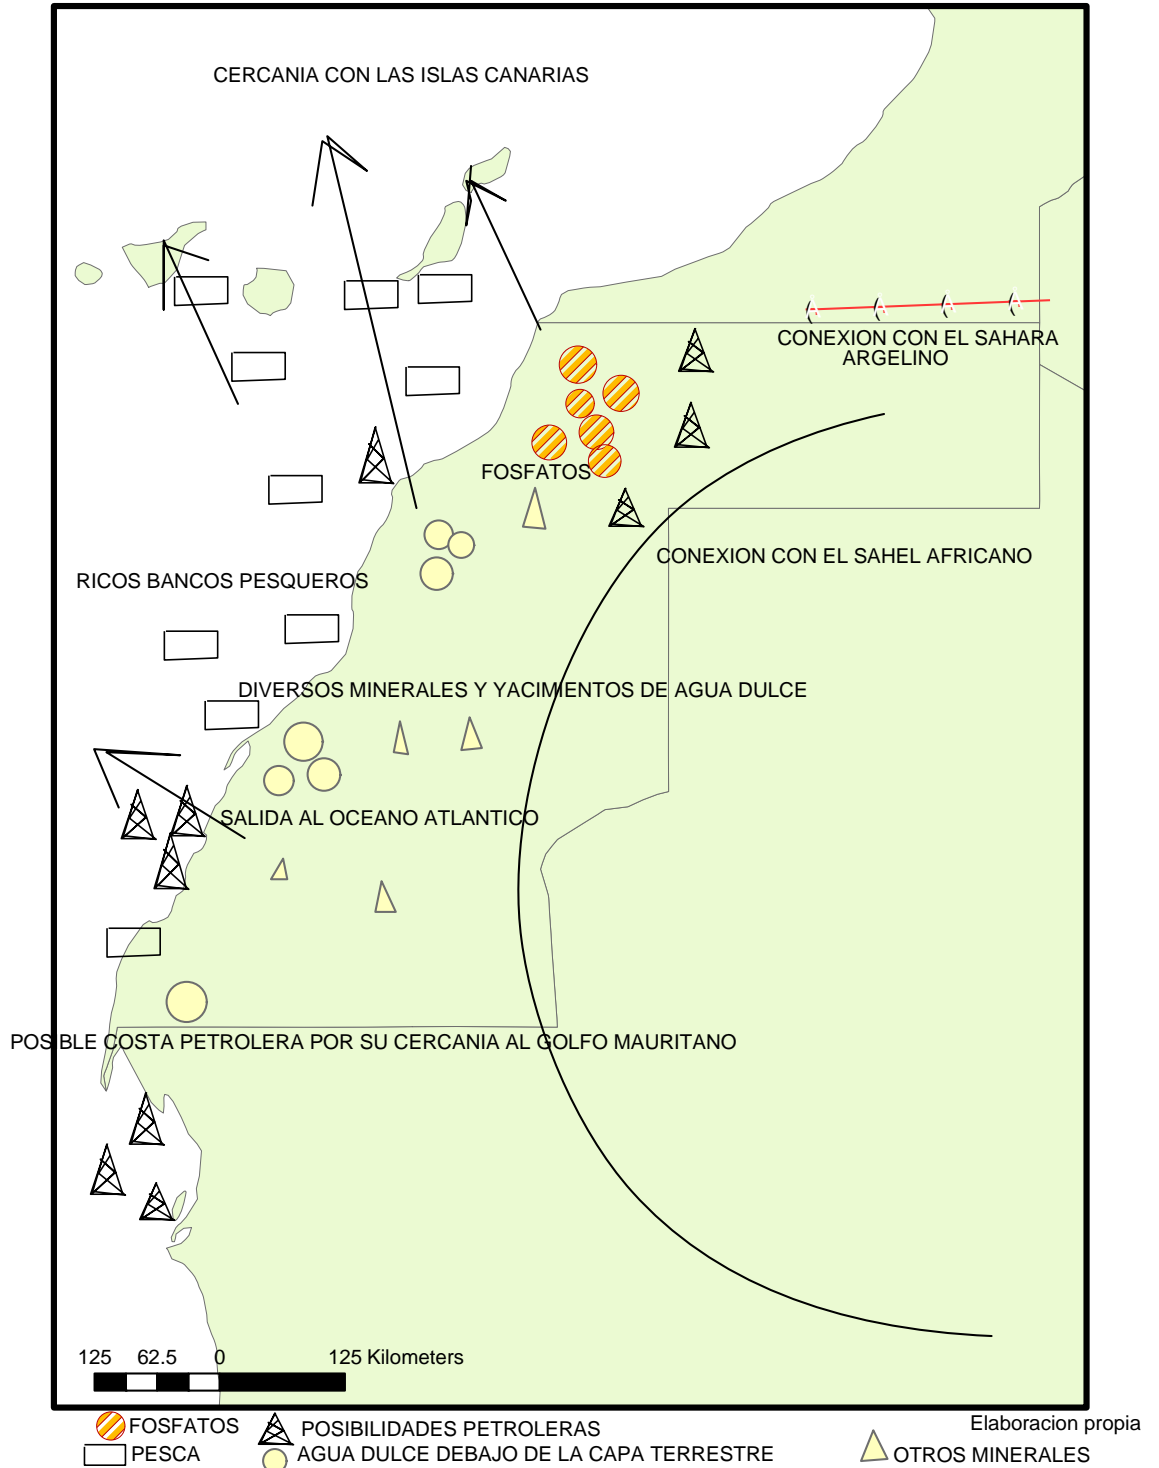 CERCANIA CON LAS ISLAS CANARIAS
CONEXION CON EL SAHARA
ARGELINO
FOSFATOS
CONEXION CON EL SAHEL AFRICANO
RICOS BANCOS PESQUEROS
DIVERSOS MINERALES Y YACIMIENTOS DE AGUA DULCE
SALIDA AL OCEANO ATLANTICO
POSIBLE COSTA PETROLERA POR SU CERCANIA AL GOLFO MAURITANO
125 62.5 0 125 Kilometers
FOSFATOS POSIBILIDADES PETROLERAS Elaboracion propia
PESCA AGUA DULCE DEBAJO DE LA CAPA TERRESTRE OTROS MINERALES